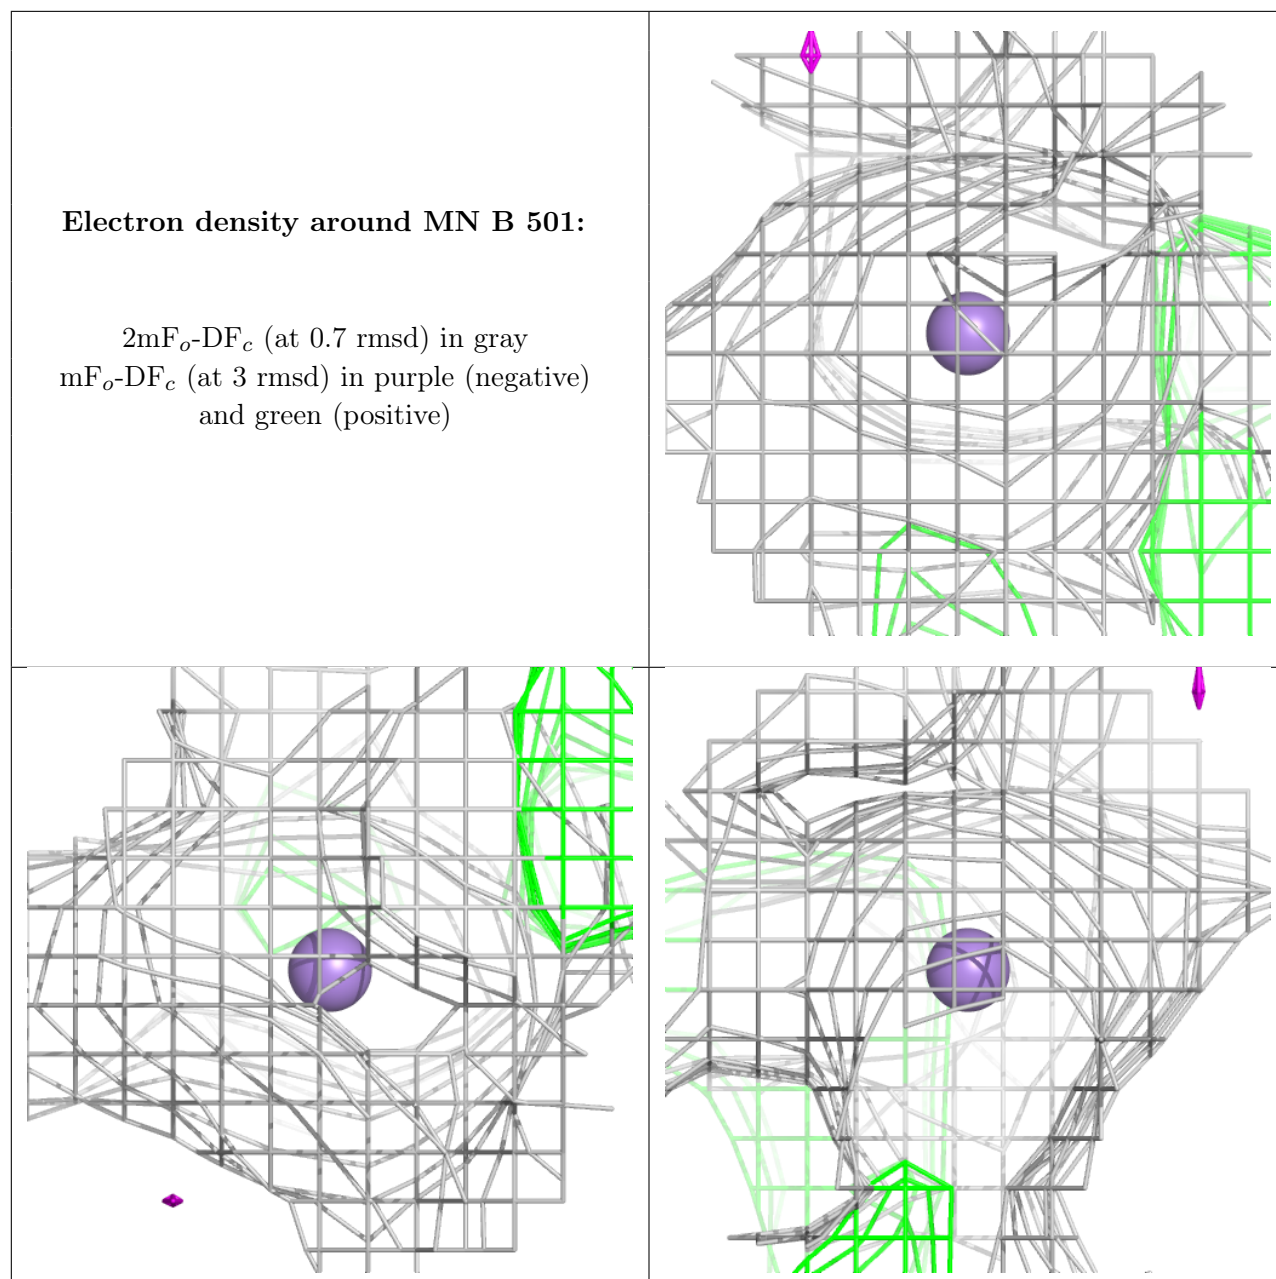 Electron density around MN B 501:
2mFo-DFc (at 0.7 rmsd) in gray
mFo-DFc (at 3 rmsd) in purple (negative)
and green (positive)